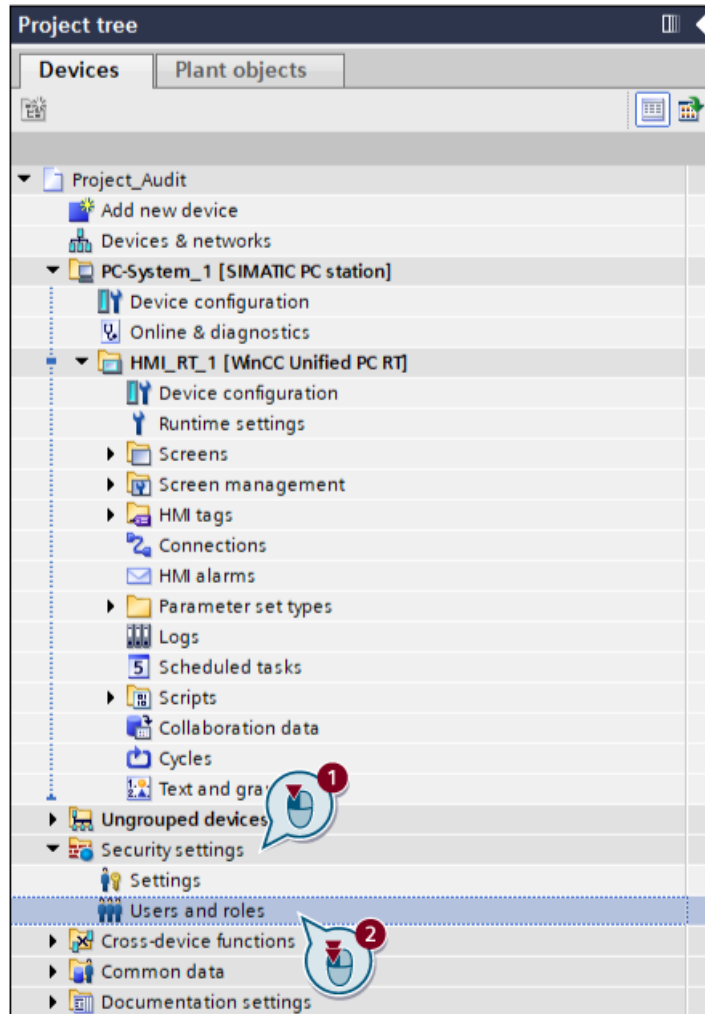 Project tree
Devices
Plant objects
Project_Audit
Add new device
Devices & networks
PC-System_1 [SIMATIC PC station]
Device configuration
Online & diagnostics
HMI_RT_1 [WinCC Unified PC RT]
Device configuration
Runtime settings
Screens
Screen management
HMI tags
Connections
HMI alarms
Parameter set types
Logs
5 Scheduled tasks
Scripts
Collaboration data
Cycles
Text and gra
1
Ungrouped devices
Security settings
Settings
Users and roles
2
Cross-device functions
Common data
Documentation settings